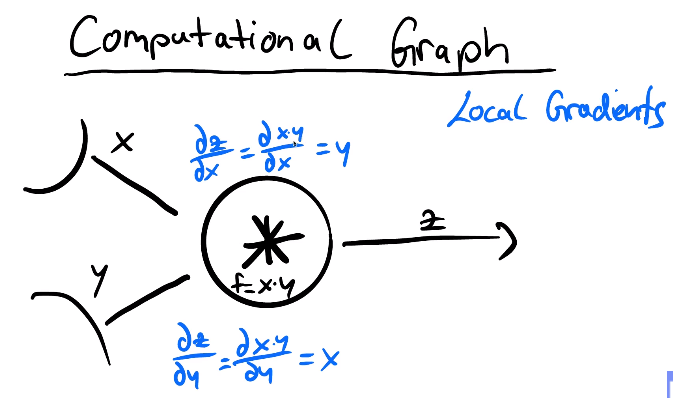 Computational Graph
Local Gradients
x
∂z/∂x = ∂x·y/∂x = y
z
*
f=x·y
y
∂z/∂y = ∂x·y/∂y = x